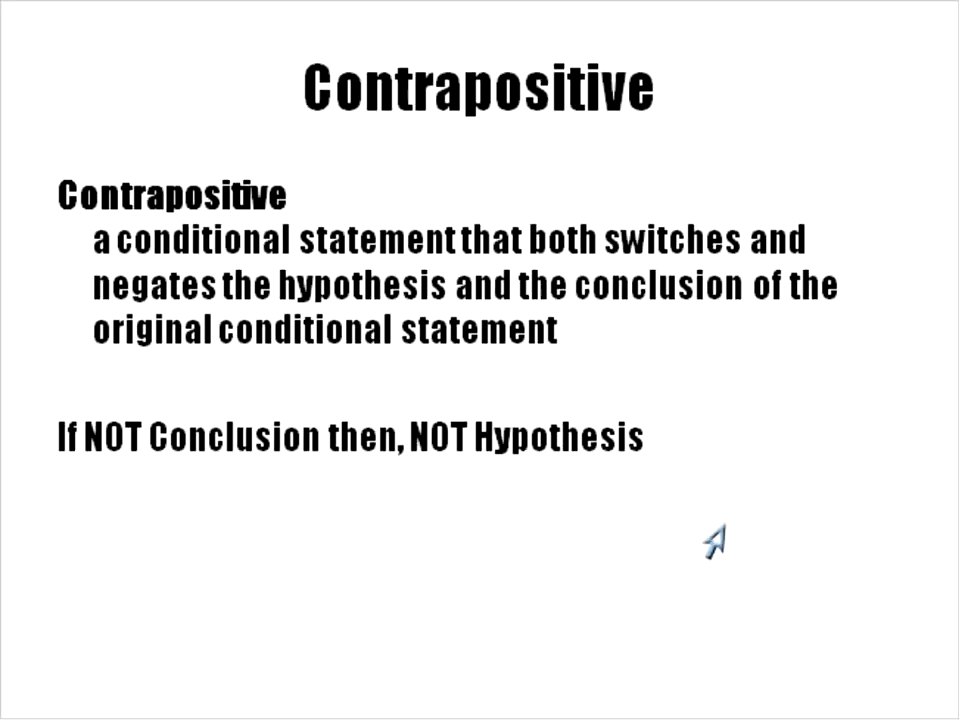 Contrapositive
Contrapositive
a conditional statement that both switches and
negates the hypothesis and the conclusion of the
original conditional statement
If NOT Conclusion then, NOT Hypothesis